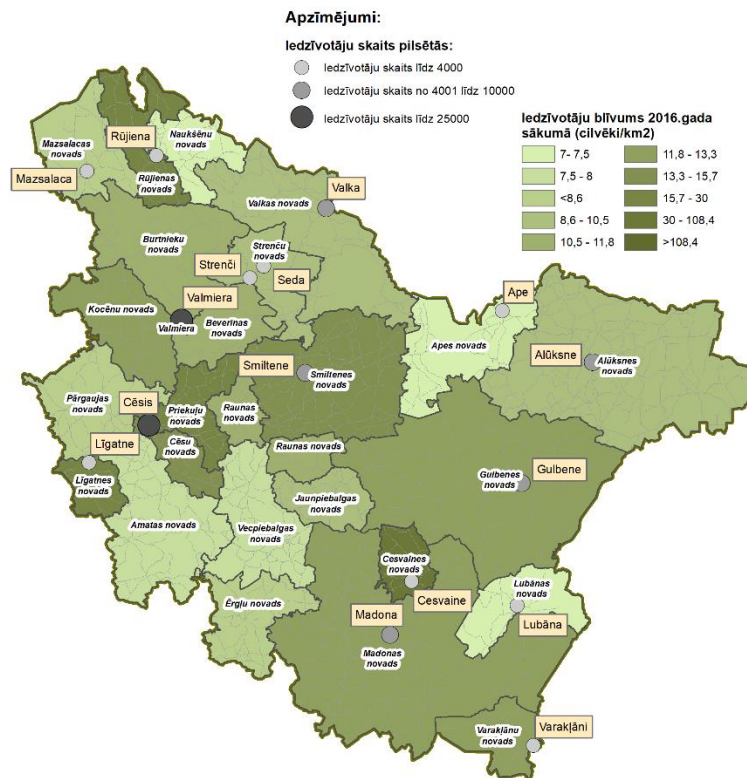 Apzīmējumi:
Iedzīvotāju skaits pilsētās:
Iedzīvotāju skaits līdz 4000
Iedzīvotāju skaits no 4001 līdz 10000
Iedzīvotāju skaits līdz 25000
Iedzīvotāju blīvums 2016.gada
sākumā (cilvēki/km2)
7- 7,5
7,5 - 8
<8,6
8,6 - 10,5
10,5 - 11,8
11,8 - 13,3
13,3 - 15,7
15,7 - 30
30 - 108,4
>108,4
Mazsalacas
novads
Rūjiena
Naukšēnu
novads
Mazsalaca
Rūjienas
novads
Valka
Valkas novads
Burtnieku
novads
Strenču
novads
Strenči
Seda
Kocēnu novads
Valmiera
Valmiera
Beverīnas
novads
Ape
Apes novads
Alūksne
Alūksnes
novads
Smiltene
Smiltenes
novads
Pārgaujas
novads
Cēsis
Priekuļu
novads
Raunas
novads
Cēsu
novads
Līgatne
Līgatnes
novads
Raunas novads
Gulbenes
novads
Gulbene
Jaunpiebalgas
novads
Amatas novads
Vecpiebalgas
novads
Cesvaines
novads
Cesvaine
Lubānas
novads
Lubāna
Ērgļu novads
Madona
Madonas
novads
Varakļānu
novads
Varakļāni